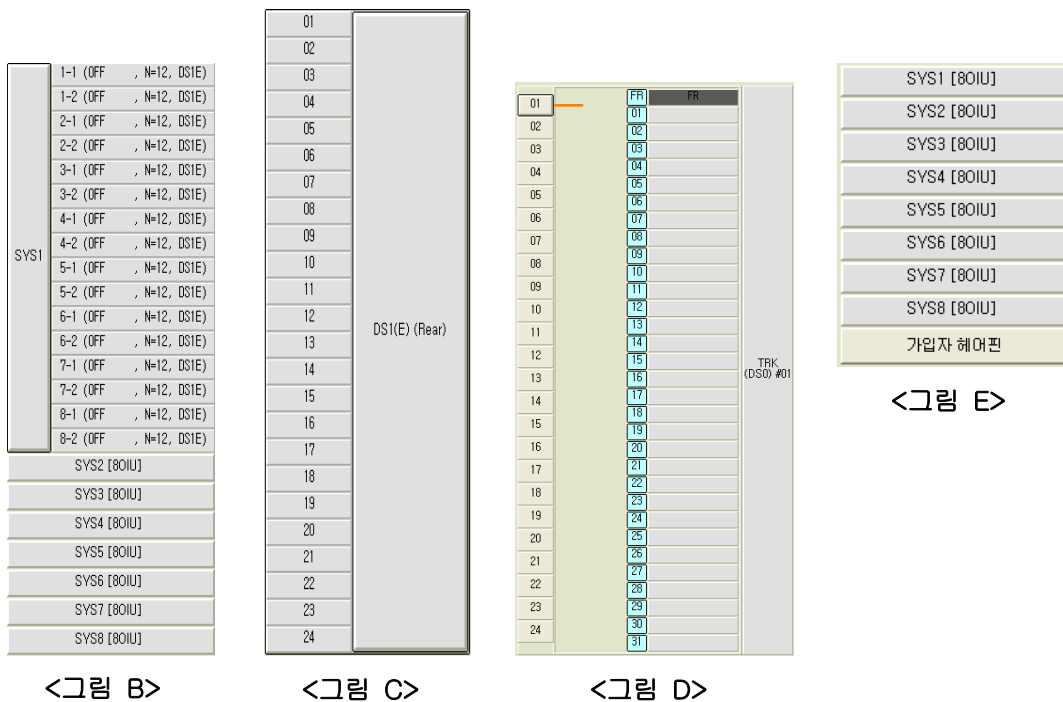 SYS1
1-1 (OFF , N=12, DS1E)
1-2 (OFF , N=12, DS1E)
2-1 (OFF , N=12, DS1E)
2-2 (OFF , N=12, DS1E)
3-1 (OFF , N=12, DS1E)
3-2 (OFF , N=12, DS1E)
4-1 (OFF , N=12, DS1E)
4-2 (OFF , N=12, DS1E)
5-1 (OFF , N=12, DS1E)
5-2 (OFF , N=12, DS1E)
6-1 (OFF , N=12, DS1E)
6-2 (OFF , N=12, DS1E)
7-1 (OFF , N=12, DS1E)
7-2 (OFF , N=12, DS1E)
8-1 (OFF , N=12, DS1E)
8-2 (OFF , N=12, DS1E)
SYS2 [8OIU]
SYS3 [8OIU]
SYS4 [8OIU]
SYS5 [8OIU]
SYS6 [8OIU]
SYS7 [8OIU]
SYS8 [8OIU]
<그림 B>
01
02
03
04
05
06
07
08
09
10
11
12
13
14
15
16
17
18
19
20
21
22
23
24
DS1(E) (Rear)
<그림 C>
01
02
03
04
05
06
07
08
09
10
11
12
13
14
15
16
17
18
19
20
21
22
23
24
FR FR
01
02
03
04
05
06
07
08
09
10
11
12
13
14
15
16
17
18
19
20
21
22
23
24
25
26
27
28
29
30
31
TRK
(DS0) #01
<그림 D>
SYS1 [8OIU]
SYS2 [8OIU]
SYS3 [8OIU]
SYS4 [8OIU]
SYS5 [8OIU]
SYS6 [8OIU]
SYS7 [8OIU]
SYS8 [8OIU]
가입자 헤어핀
<그림 E>